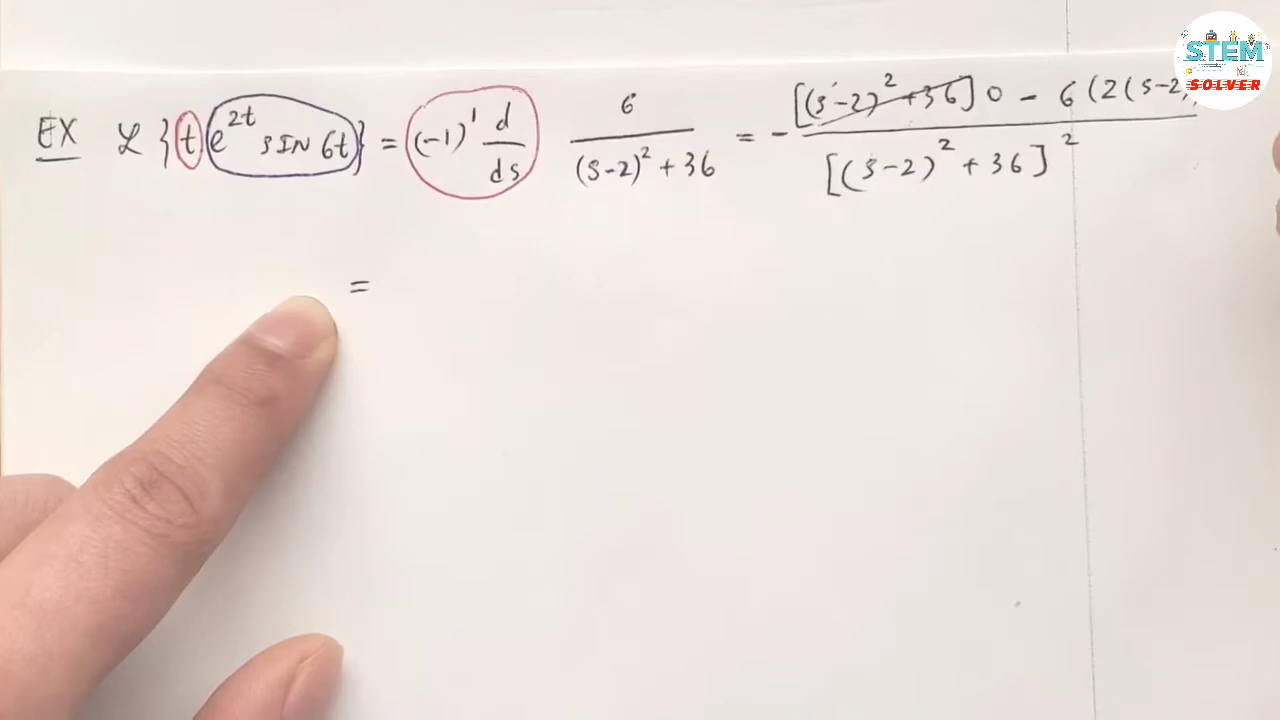 STEM
SOLVER
EX ℒ{t e^{2t} SIN 6t} = (-1)^1 d/ds 6/((s-2)^2 + 36) = - ([(s-2)^2 + 36] 0 - 6 (2(s-2)) / [(s-2)^2 + 36]^2
=